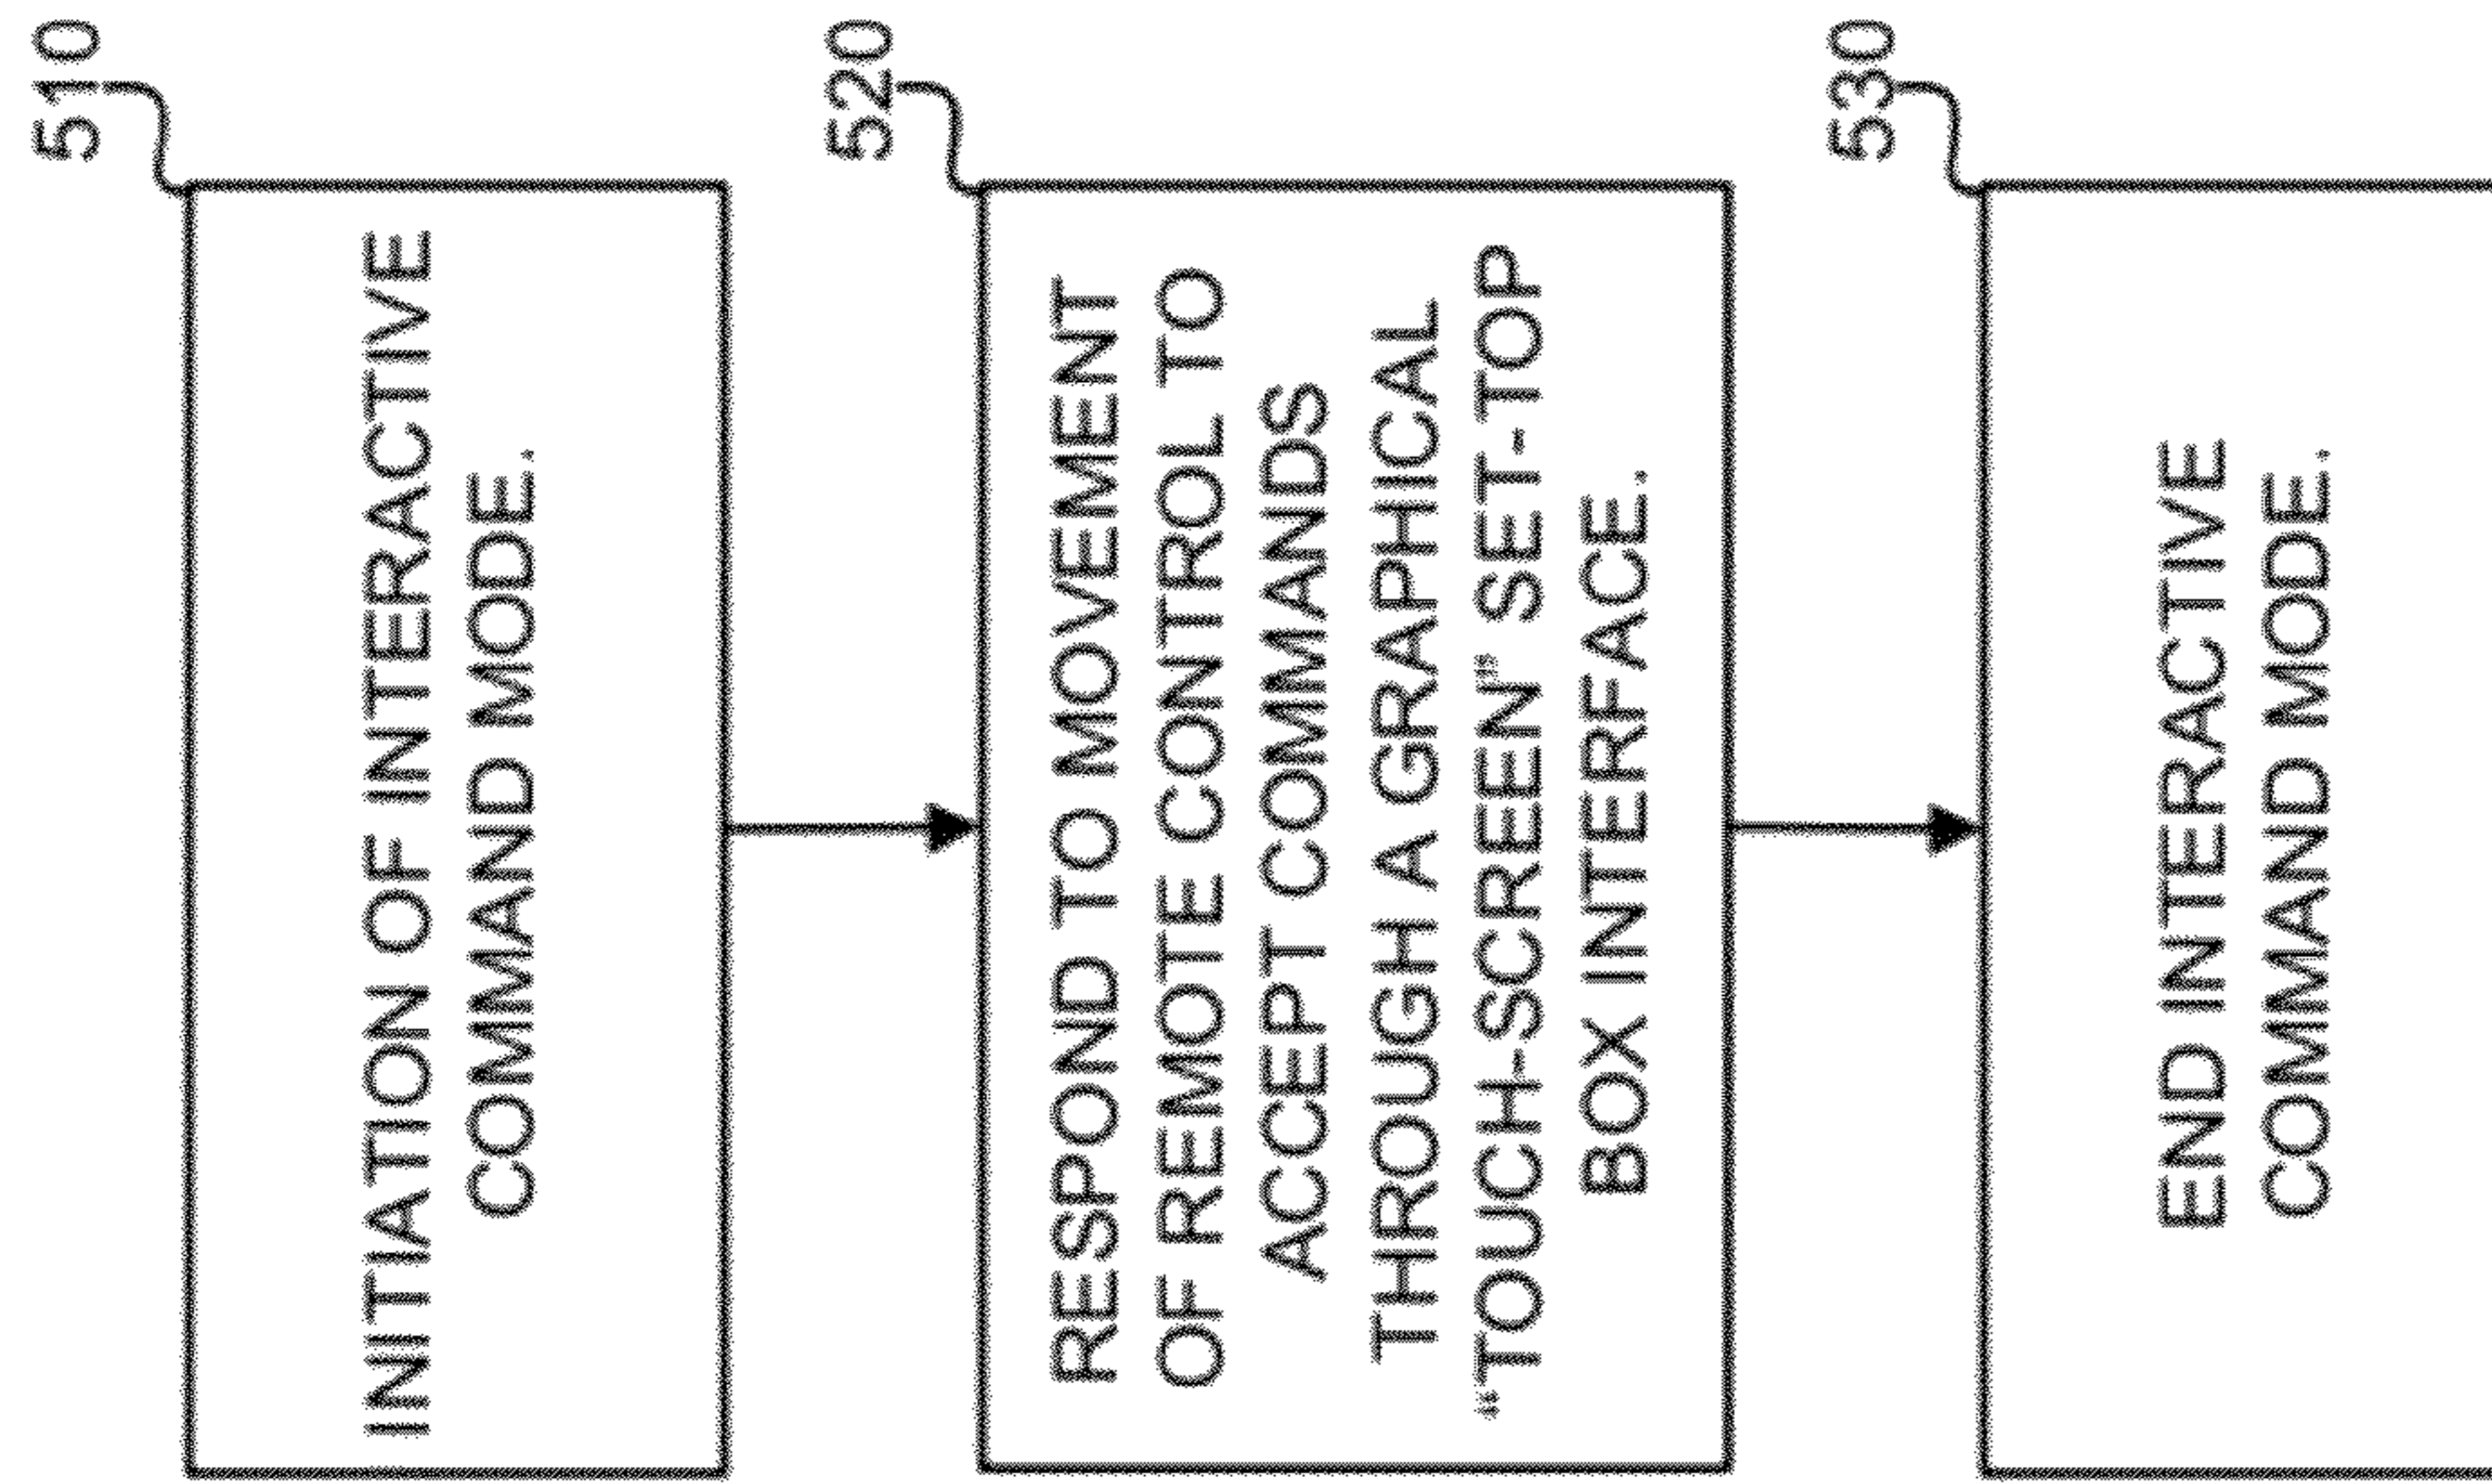 510
INITIATION OF INTERACTIVE
COMMAND MODE.
520
RESPOND TO MOVEMENT
OF REMOTE CONTROL TO
ACCEPT COMMANDS
THROUGH A GRAPHICAL
“TOUCH-SCREEN” SET-TOP
BOX INTERFACE.
530
END INTERACTIVE
COMMAND MODE.